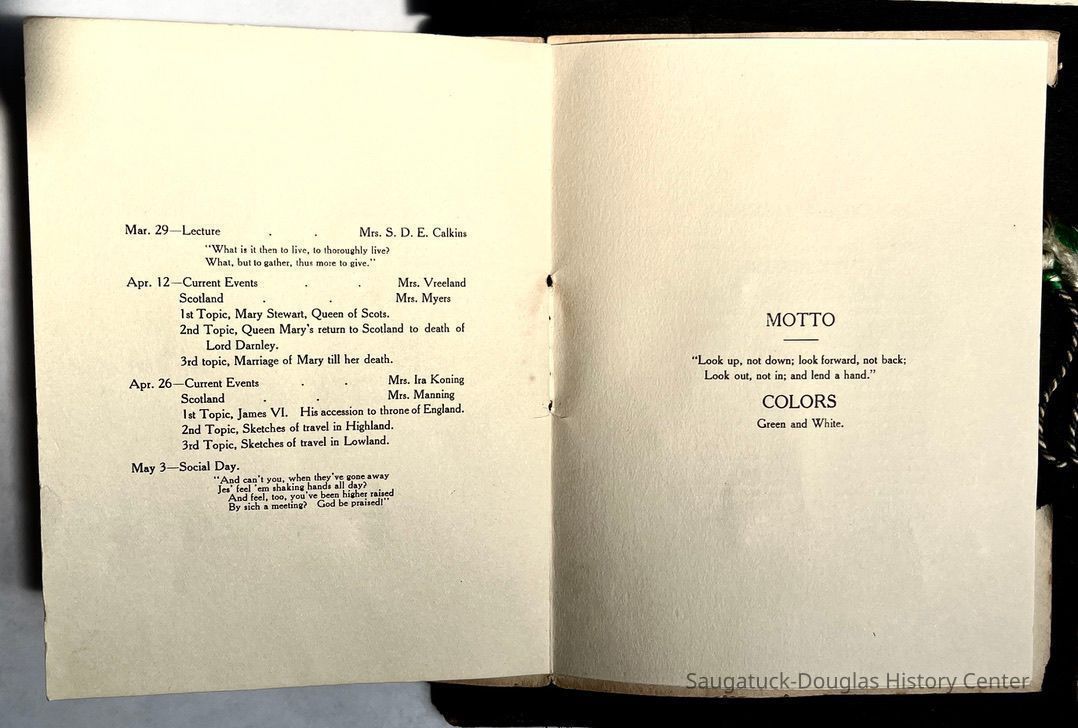 Mar. 29—Lecture . . Mrs. S. D. E. Calkins
"What is it then to live, to thoroughly live?
What, but to gather, thus more to give."
Apr. 12—Current Events . . Mrs. Vreeland
Scotland . . Mrs. Myers
1st Topic, Mary Stewart, Queen of Scots.
2nd Topic, Queen Mary's return to Scotland to death of
Lord Darnley.
3rd topic, Marriage of Mary till her death.
Apr. 26—Current Events . . Mrs. Ira Koning
Scotland . . Mrs. Manning
1st Topic, James VI. His accession to throne of England.
2nd Topic, Sketches of travel in Highland.
3rd Topic, Sketches of travel in Lowland.
May 3—Social Day.
"And can't you, when they've gone away
Jes' feel 'em shaking hands all day?
And feel, too, you've been higher raised
By sich a meeting? God be praised!"
MOTTO
"Look up, not down; look forward, not back;
Look out, not in; and lend a hand."
COLORS
Green and White.
Saugatuck-Douglas History Center